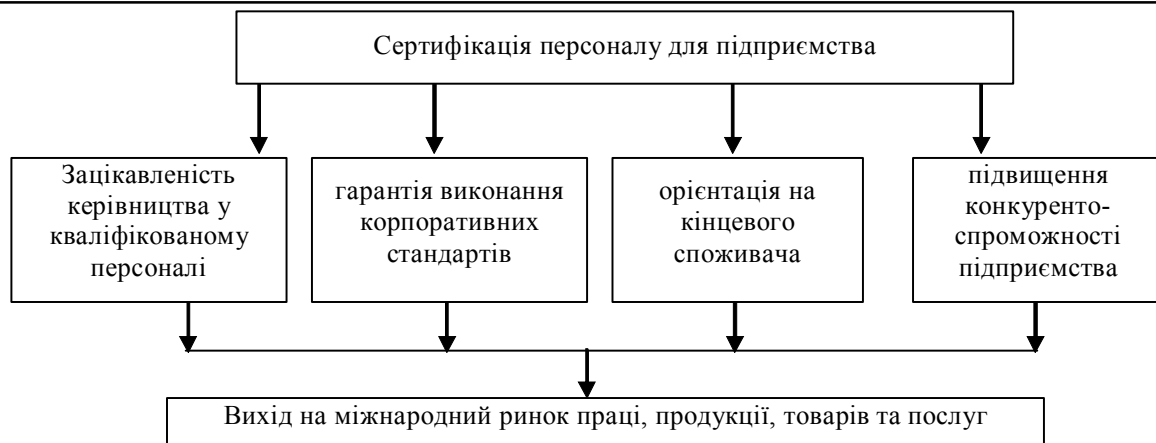 Сертифікація персоналу для підприємства
Зацікавленість
керівництва у
кваліфікованому
персоналі
гарантія виконання
корпоративних
стандартів
орієнтація на
кінцевого
споживача
підвищення
конкуренто-
спроможності
підприємства
Вихід на міжнародний ринок праці, продукції, товарів та послуг